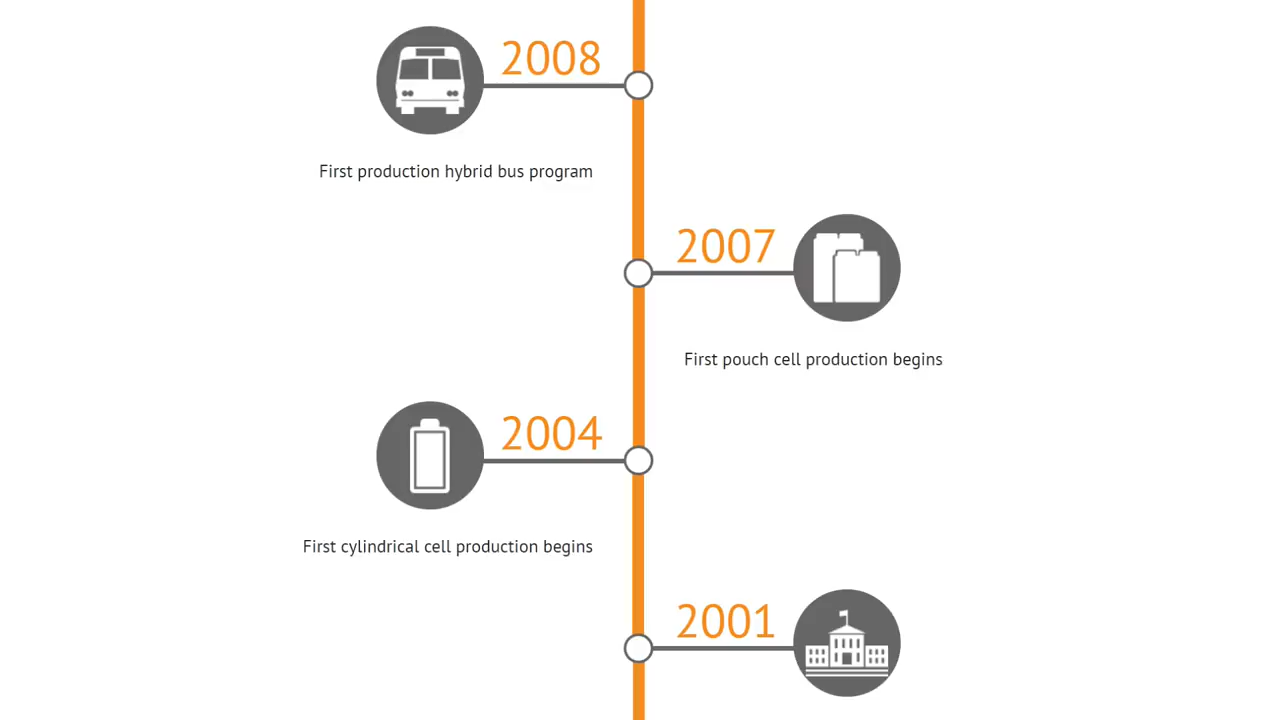 2008
First production hybrid bus program
2007
First pouch cell production begins
2004
First cylindrical cell production begins
2001